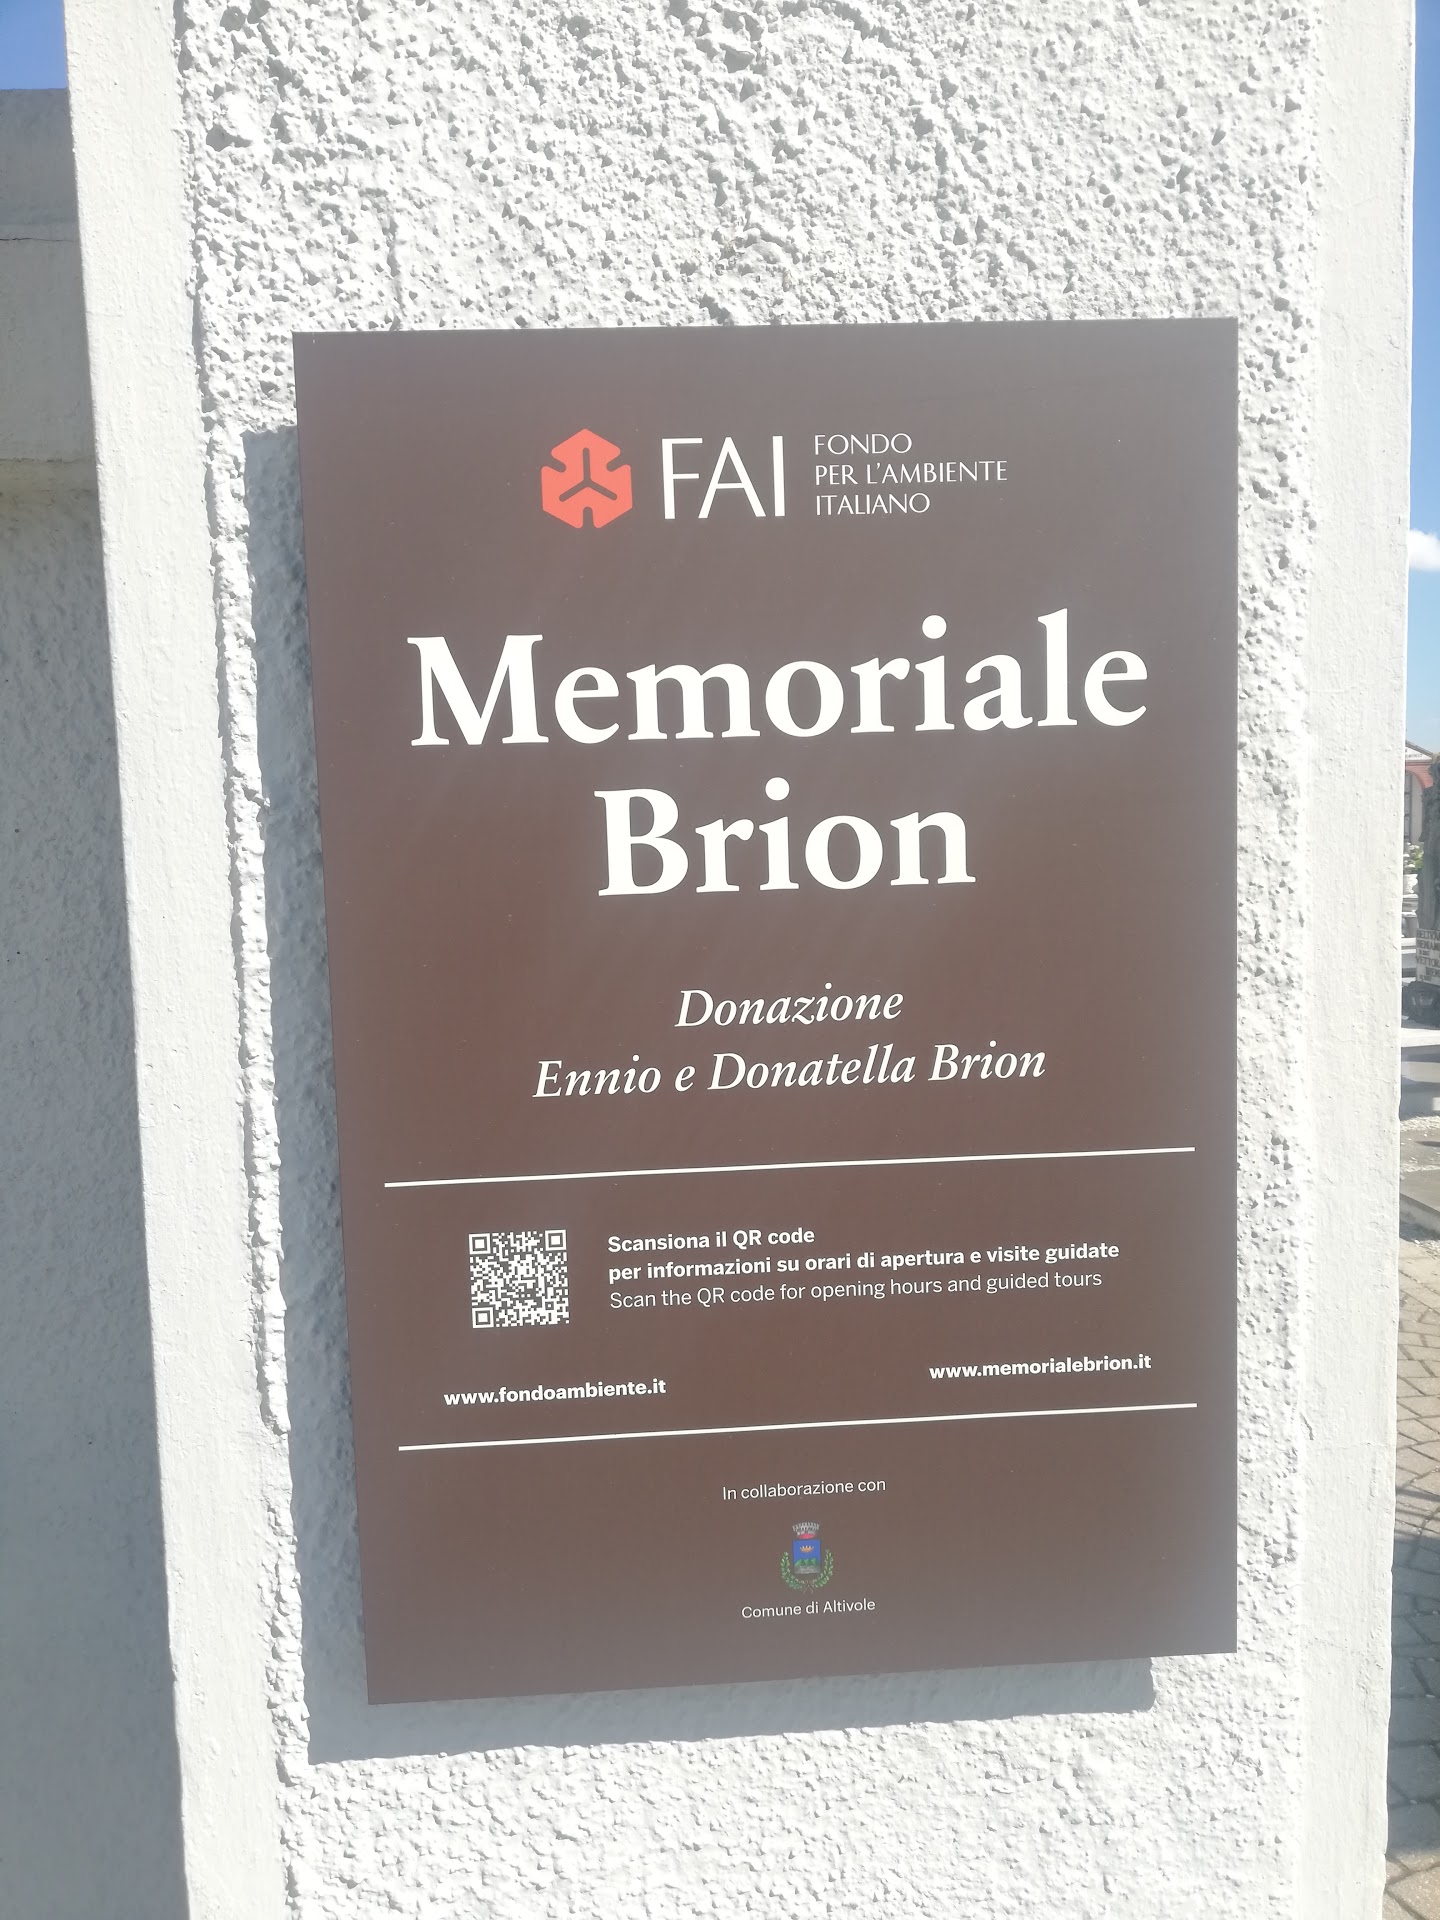 FAI
FONDO
PER L'AMBIENTE
ITALIANO
Memoriale
Brion
Donazione
Ennio e Donatella Brion
Scansiona il QR code
per informazioni su orari di apertura e visite guidate
Scan the QR code for opening hours and guided tours
www.fondoambiente.it
www.memorialebrion.it
In collaborazione con
Comune di Altivole